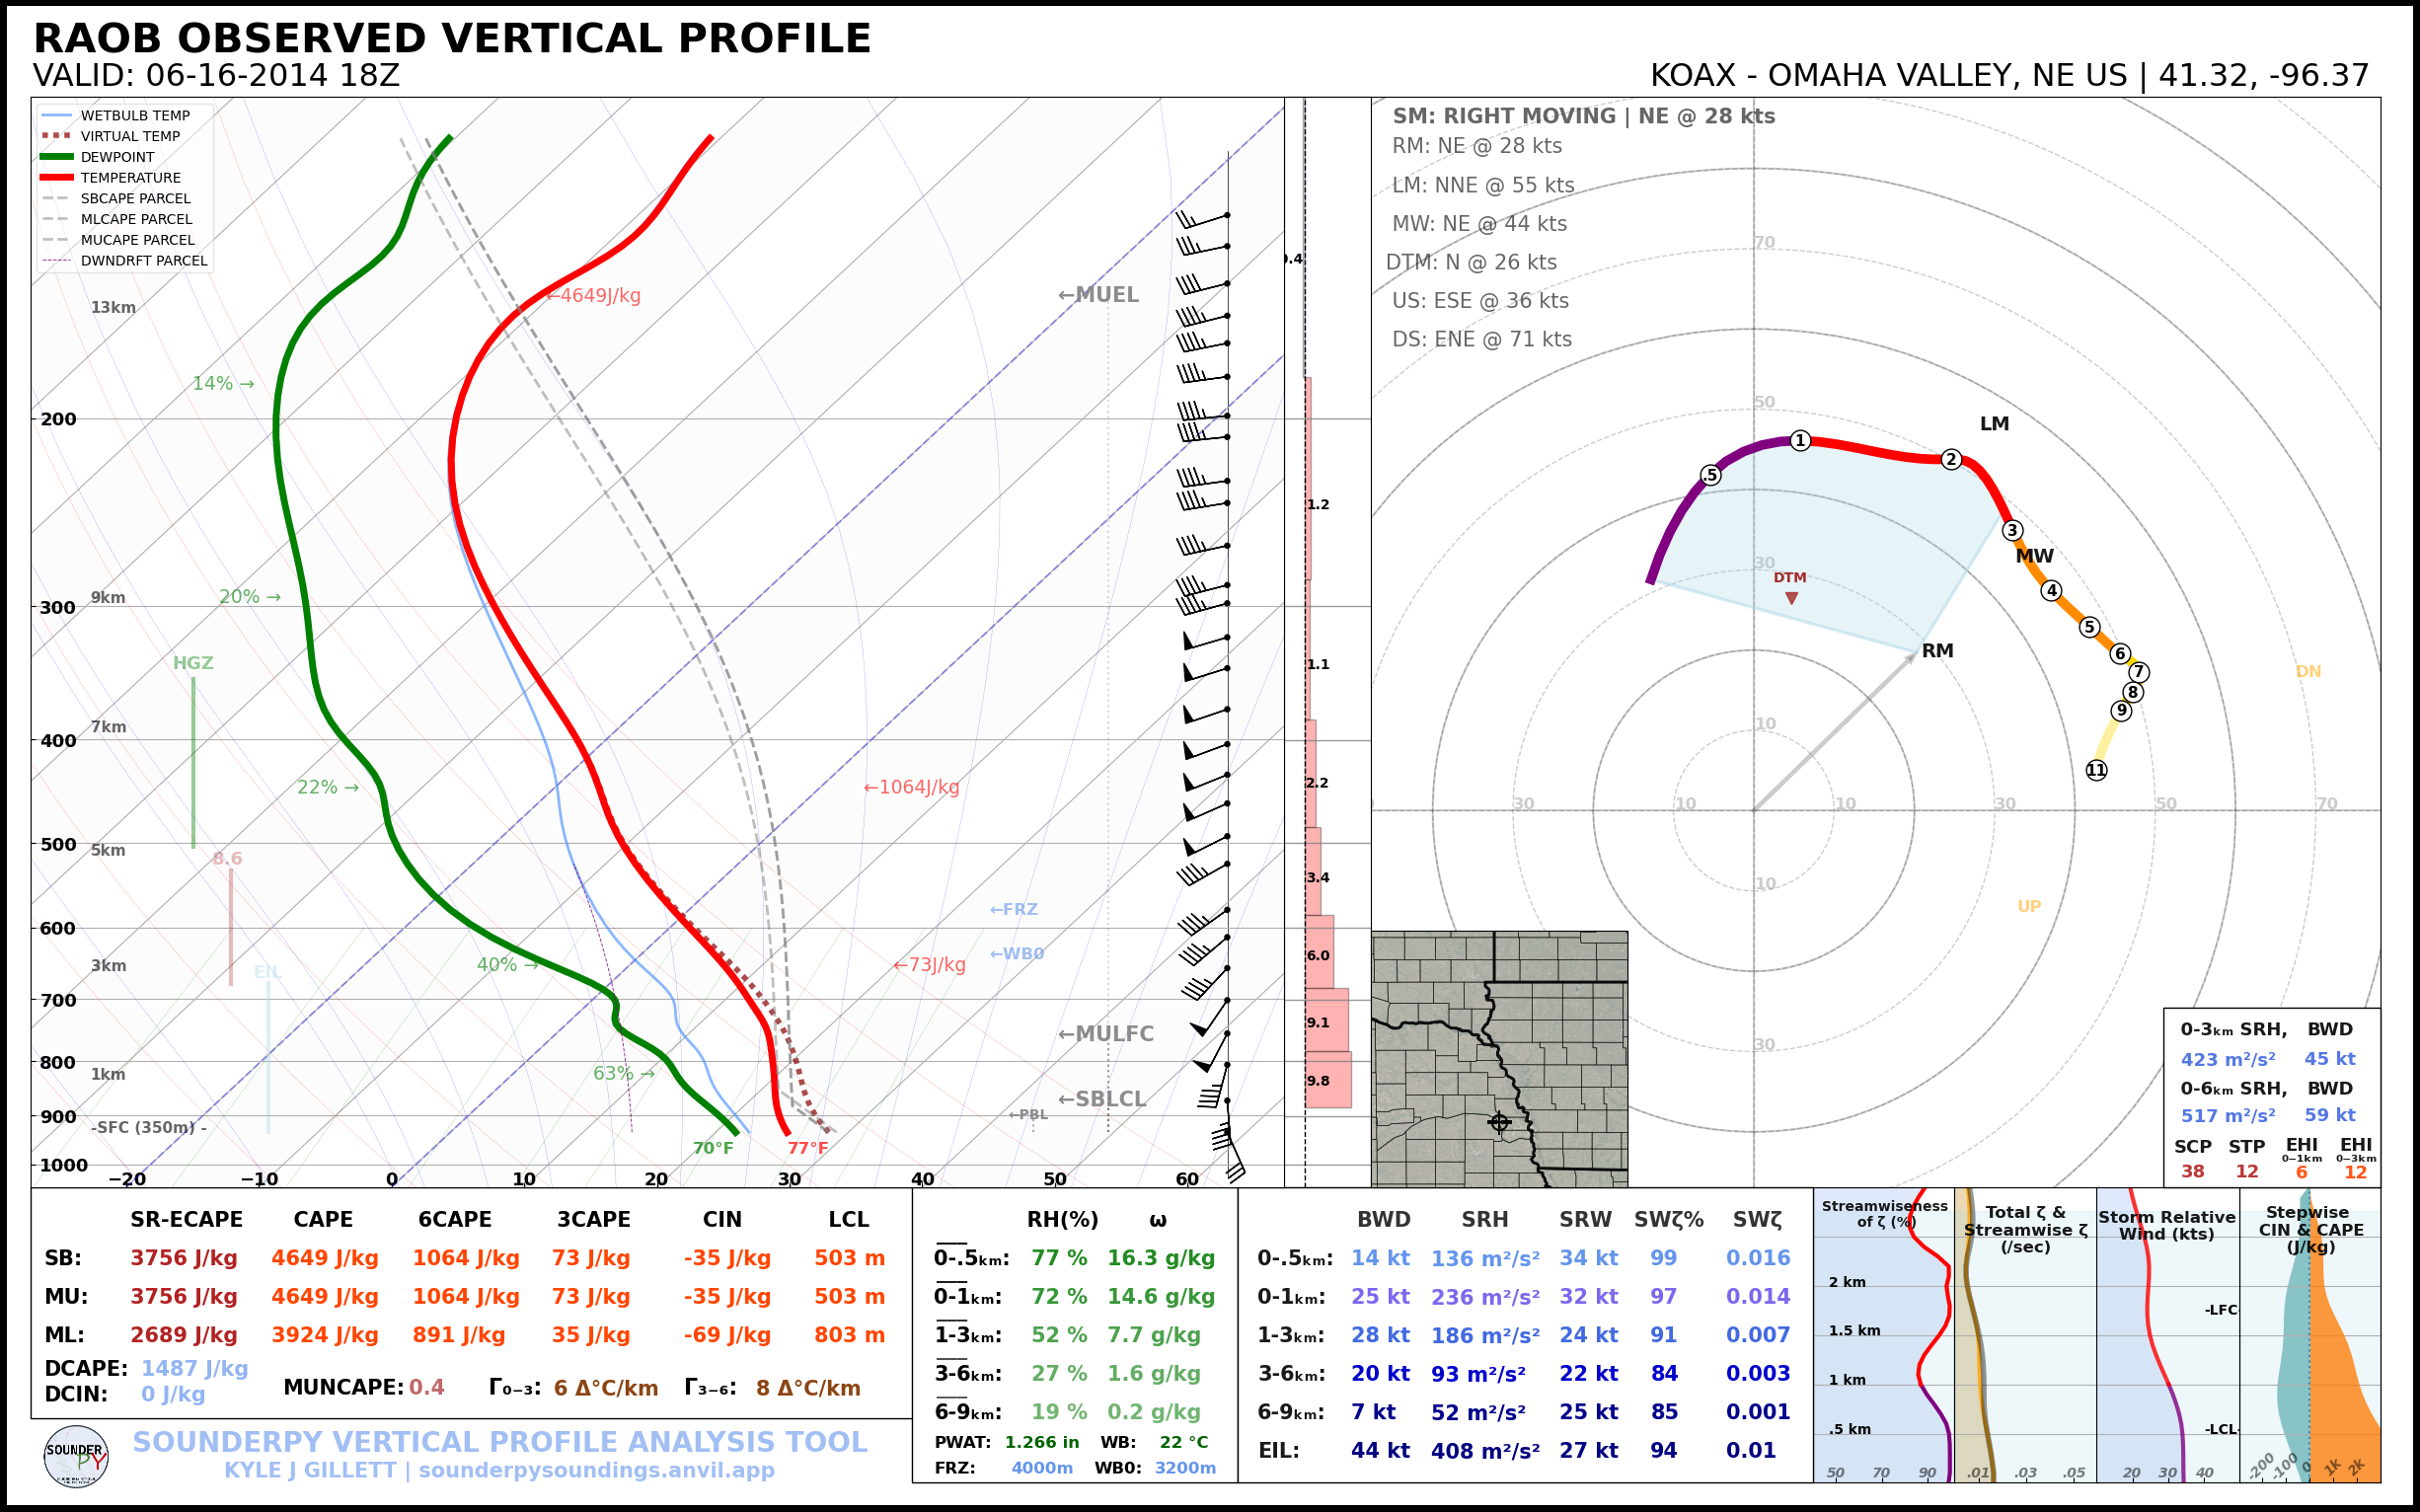 RAOB OBSERVED VERTICAL PROFILE
VALID: 06-16-2014 18Z
KOAX - OMAHA VALLEY, NE US | 41.32, -96.37
WETBULB TEMP
VIRTUAL TEMP
DEWPOINT
TEMPERATURE
SBCAPE PARCEL
MLCAPE PARCEL
MUCAPE PARCEL
DWNDRFT PARCEL
13km
9km
7km
5km
3km
1km
-SFC (350m) -
200
300
400
500
600
700
800
900
1000
-20 -10 0 10 20 30 40 50 60
14% →
20% →
22% →
40% →
63% →
HGZ
8.6
EIL
←4649J/kg
←1064J/kg
←73J/kg
←MUEL
←FRZ
←WB0
←MULFC
←SBLCL
←PBL
70°F
77°F
0.4
1.2
1.1
2.2
3.4
6.0
9.1
9.8
SM: RIGHT MOVING | NE @ 28 kts
RM: NE @ 28 kts
LM: NNE @ 55 kts
MW: NE @ 44 kts
DTM: N @ 26 kts
US: ESE @ 36 kts
DS: ENE @ 71 kts
70
50
30
10
10
30
30 10 10 30 50 70
.5
1
2
3
4
5
6
7
8
9
11
LM
MW
RM
DTM
DN
UP
0-3km SRH, BWD
423 m²/s² 45 kt
0-6km SRH, BWD
517 m²/s² 59 kt
SCP STP EHI EHI
0-1km 0-3km
38 12 6 12
SR-ECAPE CAPE 6CAPE 3CAPE CIN LCL
SB: 3756 J/kg 4649 J/kg 1064 J/kg 73 J/kg -35 J/kg 503 m
MU: 3756 J/kg 4649 J/kg 1064 J/kg 73 J/kg -35 J/kg 503 m
ML: 2689 J/kg 3924 J/kg 891 J/kg 35 J/kg -69 J/kg 803 m
DCAPE: 1487 J/kg
DCIN: 0 J/kg
MUNCAPE: 0.4 Γ₀₋₃: 6 Δ°C/km Γ₃₋₆: 8 Δ°C/km
SOUNDERPY
SOUNDERPY VERTICAL PROFILE ANALYSIS TOOL
KYLE J GILLETT | sounderpysoundings.anvil.app
RH(%) ω
0-.5km: 77 % 16.3 g/kg
0-1km: 72 % 14.6 g/kg
1-3km: 52 % 7.7 g/kg
3-6km: 27 % 1.6 g/kg
6-9km: 19 % 0.2 g/kg
PWAT: 1.266 in WB: 22 °C
FRZ: 4000m WB0: 3200m
BWD SRH SRW SWζ% SWζ
0-.5km: 14 kt 136 m²/s² 34 kt 99 0.016
0-1km: 25 kt 236 m²/s² 32 kt 97 0.014
1-3km: 28 kt 186 m²/s² 24 kt 91 0.007
3-6km: 20 kt 93 m²/s² 22 kt 84 0.003
6-9km: 7 kt 52 m²/s² 25 kt 85 0.001
EIL: 44 kt 408 m²/s² 27 kt 94 0.01
Streamwiseness
of ζ (%)
2 km
1.5 km
1 km
.5 km
50 70 90
Total ζ &
Streamwise ζ
(/sec)
.01 .03 .05
Storm Relative
Wind (kts)
-LFC
-LCL
20 30 40
Stepwise
CIN & CAPE
(J/kg)
-200 -100 0 1k 2k